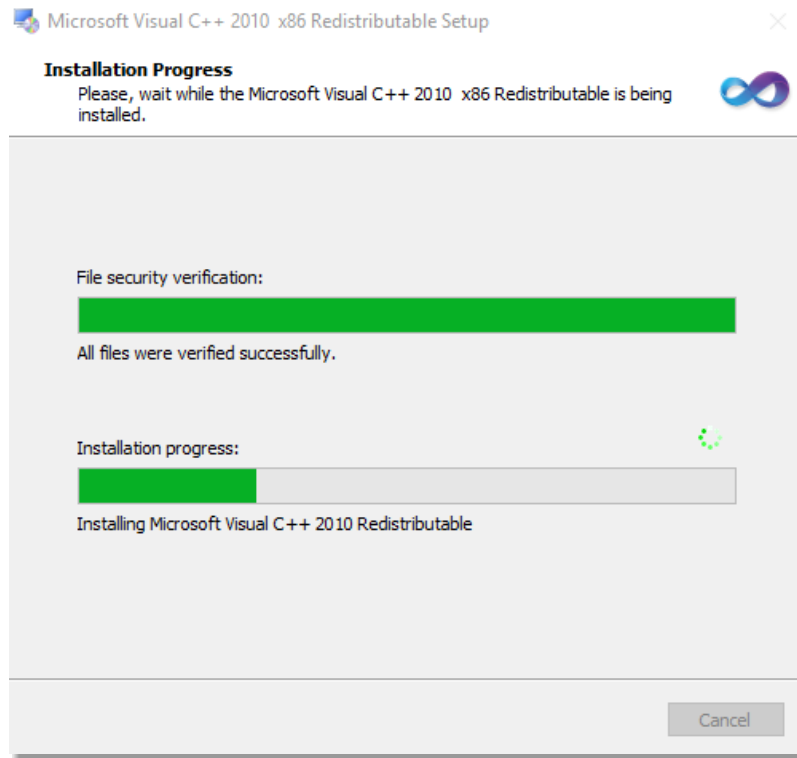 Microsoft Visual C++ 2010  x86 Redistributable Setup
Installation Progress
Please, wait while the Microsoft Visual C++ 2010  x86 Redistributable is being
installed.
File security verification:
All files were verified successfully.
Installation progress:
Installing Microsoft Visual C++ 2010 Redistributable
Cancel